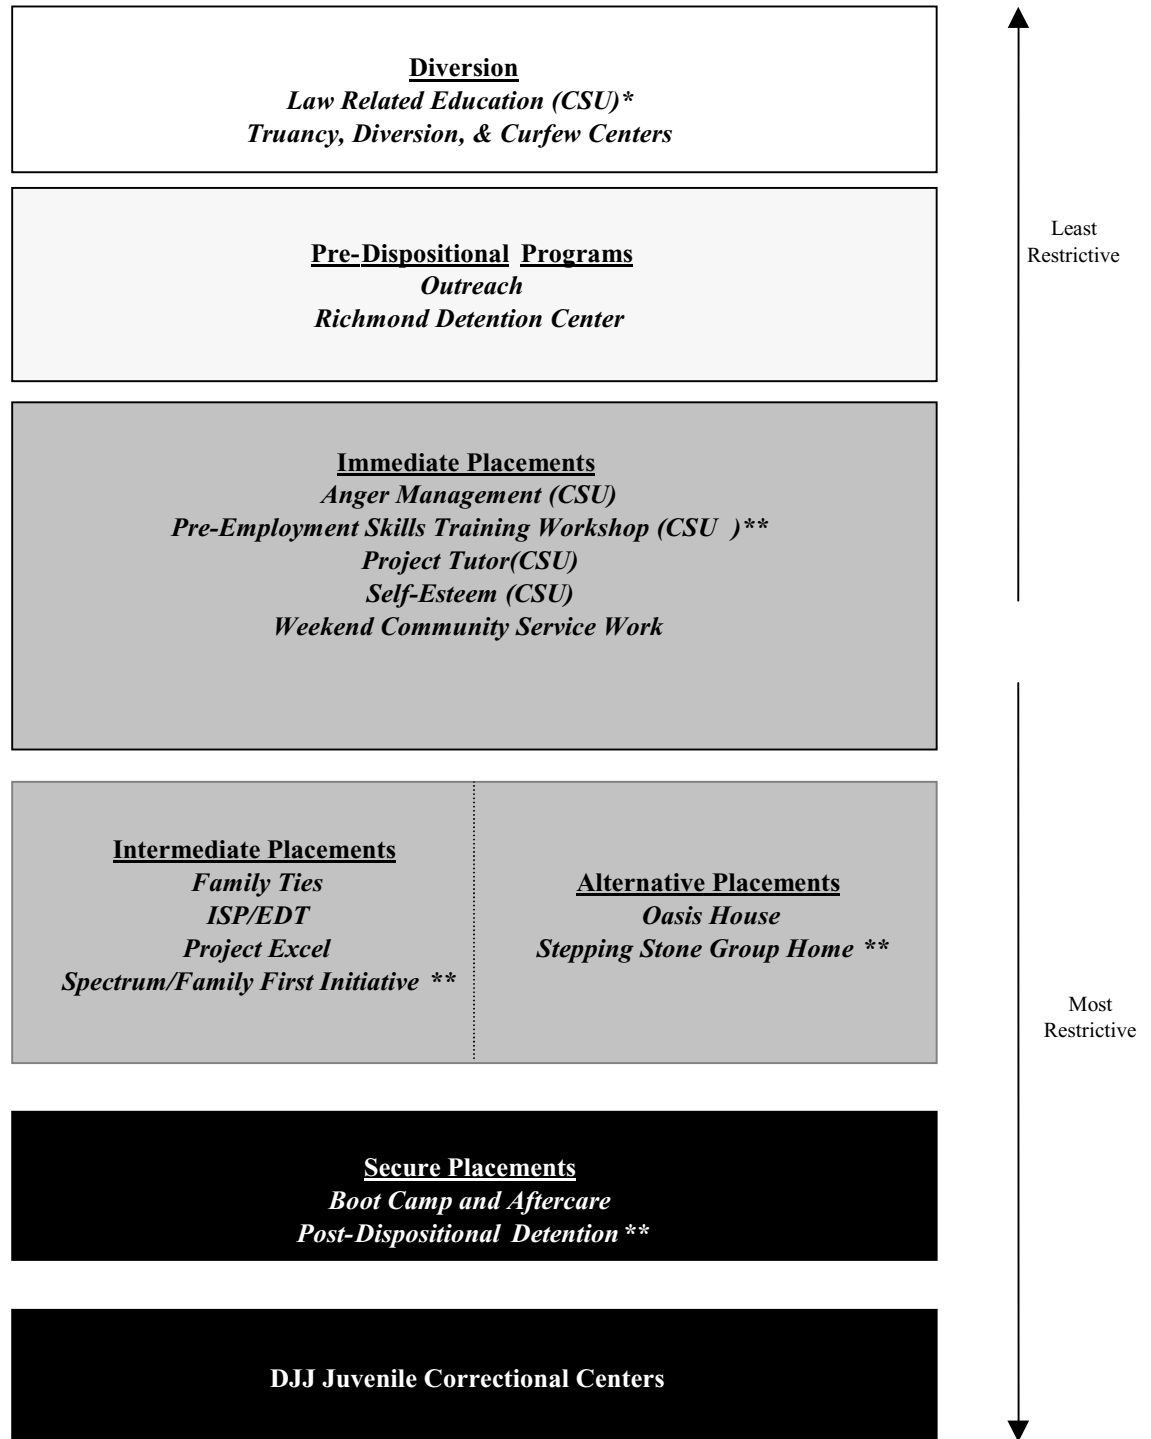 Diversion
Law Related Education (CSU)*
Truancy, Diversion, & Curfew Centers
Least
Restrictive
Pre-Dispositional Programs
Outreach
Richmond Detention Center
Immediate Placements
Anger Management (CSU)
Pre-Employment Skills Training Workshop (CSU )**
Project Tutor(CSU)
Self-Esteem (CSU)
Weekend Community Service Work
Intermediate Placements
Family Ties
ISP/EDT
Project Excel
Spectrum/Family First Initiative **
Alternative Placements
Oasis House
Stepping Stone Group Home **
Most
Restrictive
Secure Placements
Boot Camp and Aftercare
Post-Dispositional Detention **
DJJ Juvenile Correctional Centers